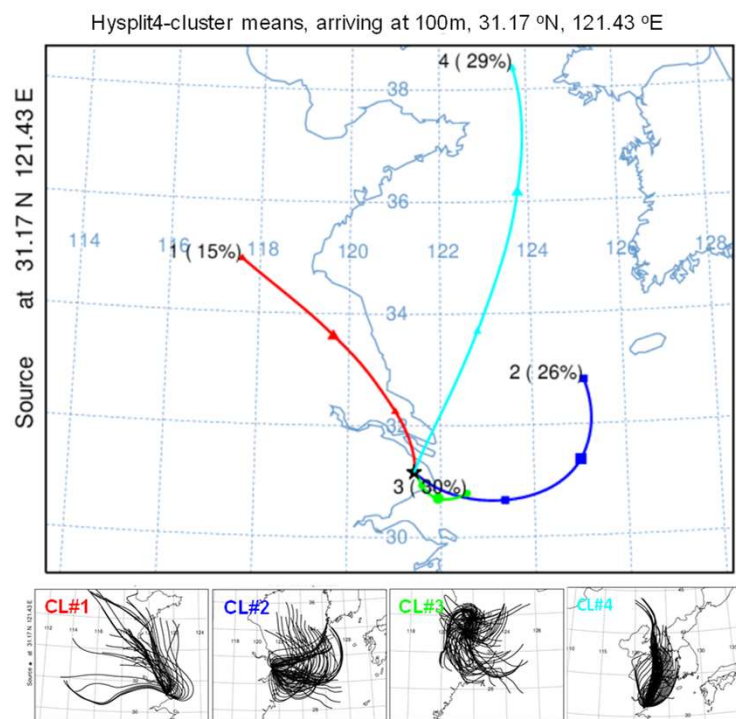 Hysplit4-cluster means, arriving at 100m, 31.17 ºN, 121.43 ºE
Source at 31.17 N 121.43 E
4 ( 29%)
38
36
114
116
118
120
122
124
126
128
1 (15%)
34
2 ( 26%)
32
3 ( 30%)
30
CL#1
CL#2
CL#3
CL#4